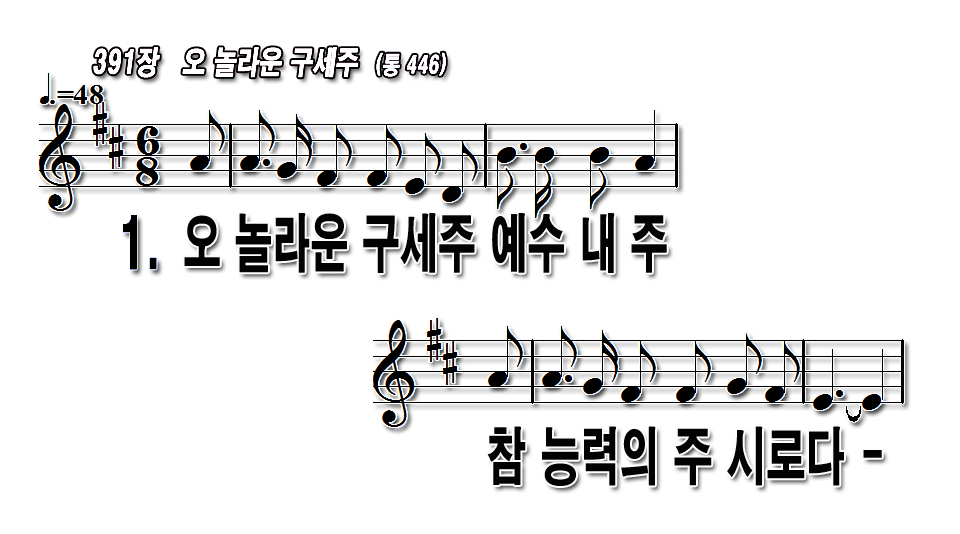 391장 오 놀라운 구세주 (통 446)
♩.=48
6
8
1. 오 놀라운 구세주 예수 내 주
참 능력의 주 시로다 -